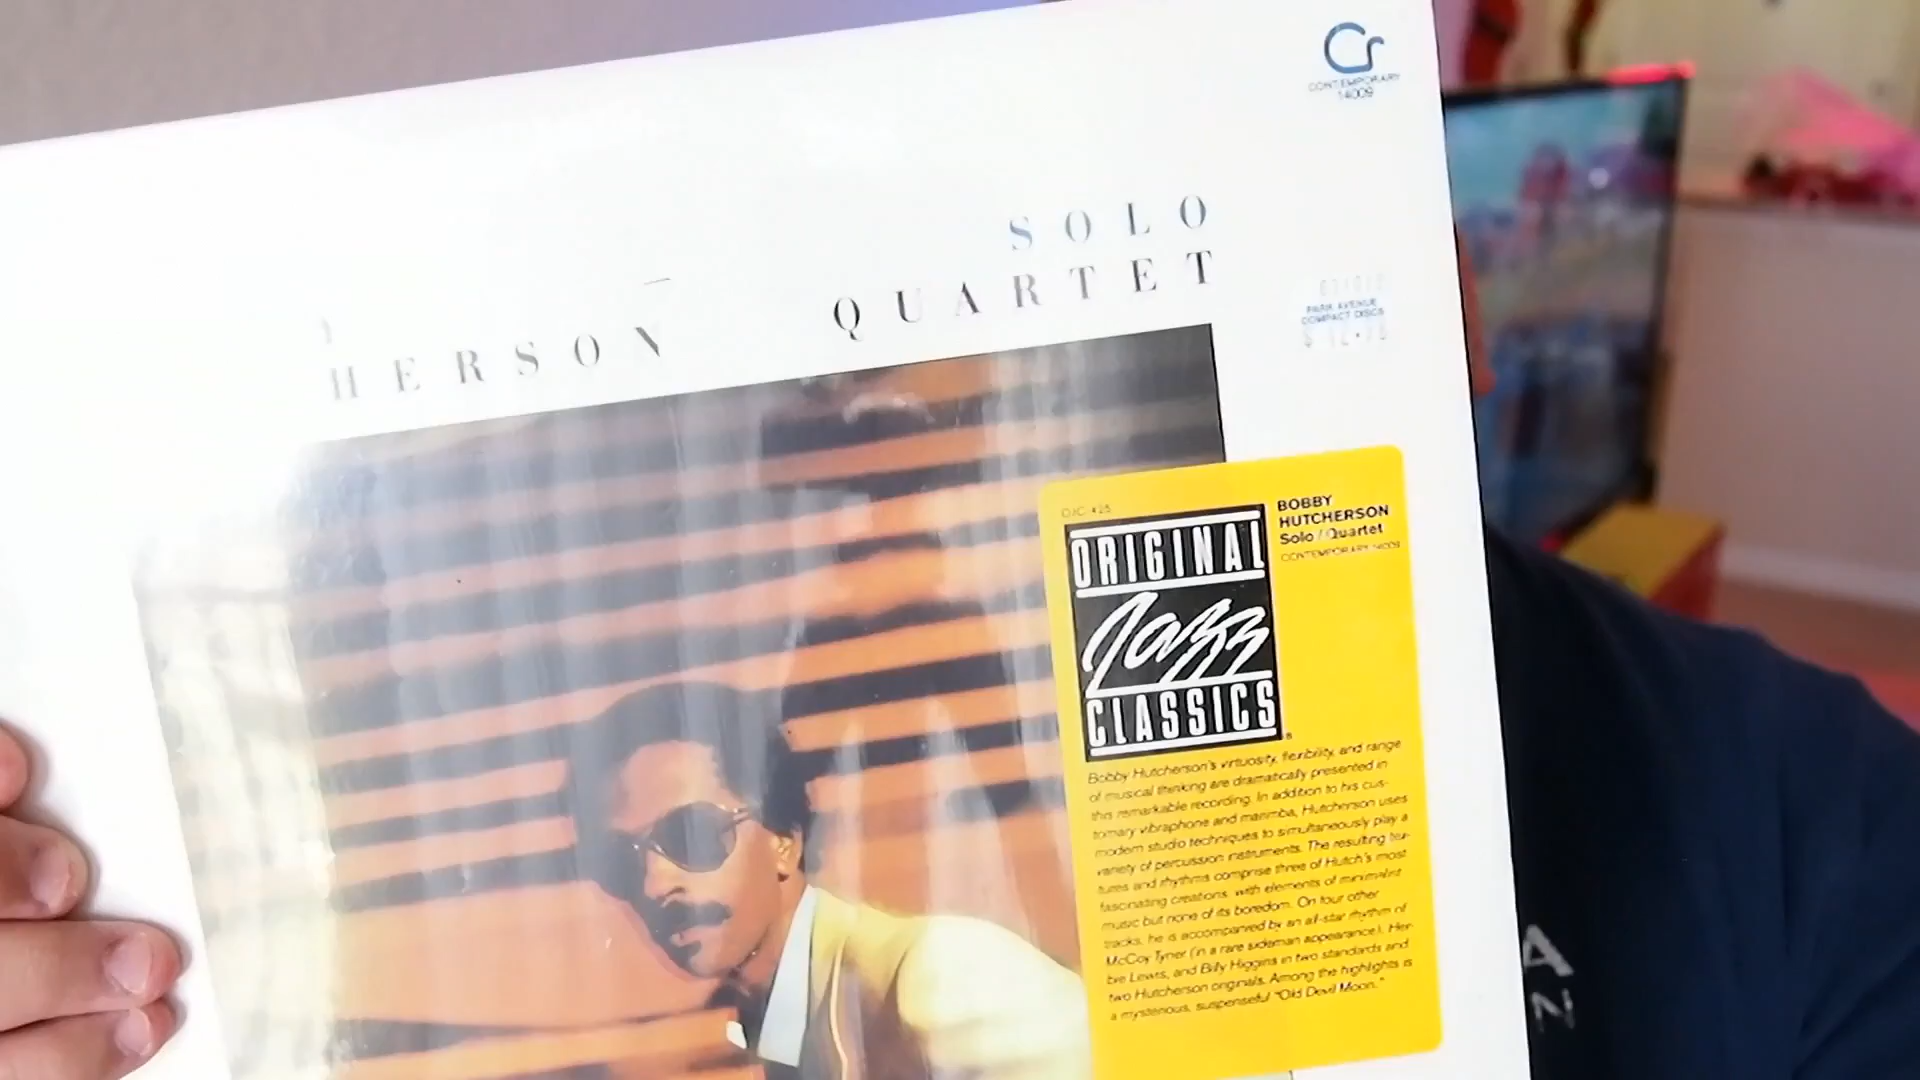 Cr
CONTEMPORARY
14009
SOLO
HERSON QUARTET
PARK AVENUE
COMPACT DISCS
OJC-425
ORIGINAL
Jazz
CLASSICS
BOBBY
HUTCHERSON
Solo / Quartet
CONTEMPORARY 14009
Bobby Hutcherson's virtuosity, flexibility, and range
of musical thinking are dramatically presented in
this remarkable recording. In addition to his cus-
tomary vibraphone and marimba, Hutcherson uses
modern studio techniques to simultaneously play a
variety of percussion instruments. The resulting tex-
tures and rhythms comprise three of Hutch's most
fascinating creations, with elements of minimalist
music but none of its boredom. On four other
tracks, he is accompanied by an all-star rhythm of
McCoy Tyner (in a rare sideman appearance), Her-
bie Lewis, and Billy Higgins in two standards and
two Hutcherson originals. Among the highlights is
a mysterious, suspenseful "Old Devil Moon."
A
N